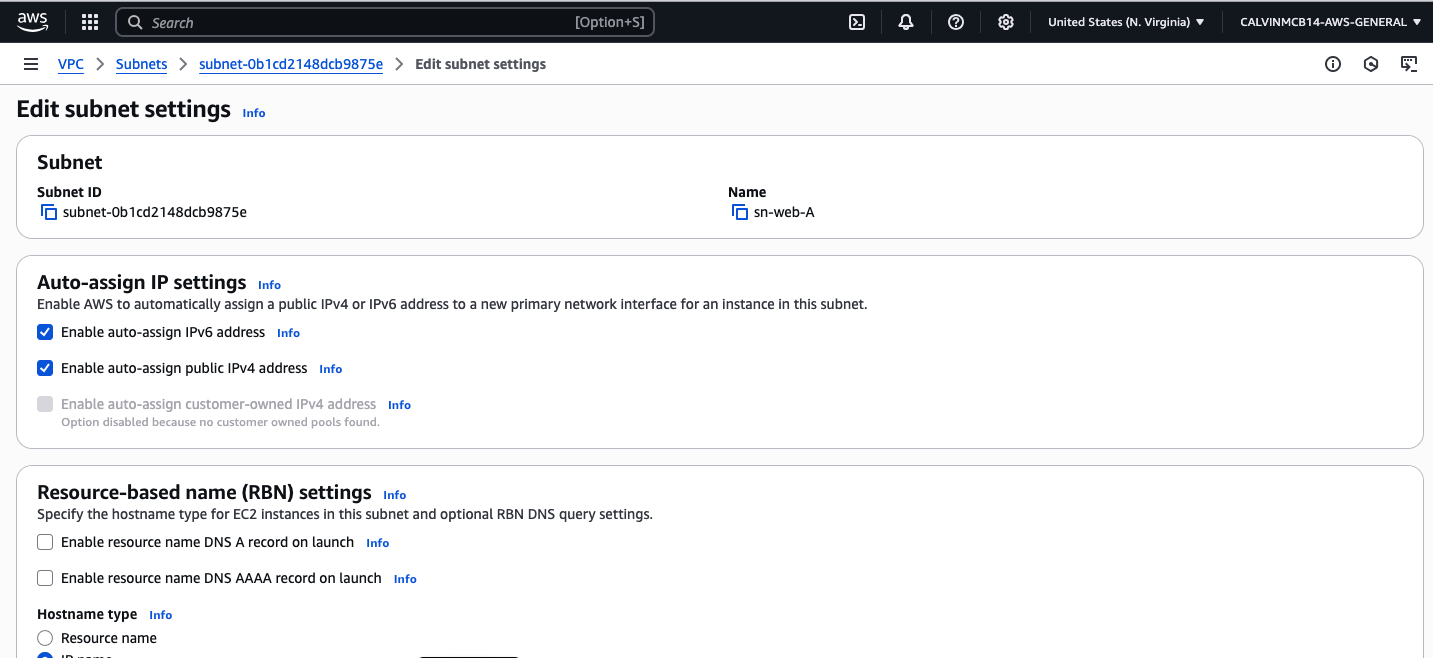 aws Search [Option+S] United States (N. Virginia) CALVINMCB14-AWS-GENERAL
VPC Subnets subnet-0b1cd2148dcb9875e Edit subnet settings
Edit subnet settings Info
Subnet
Subnet ID Name
subnet-0b1cd2148dcb9875e sn-web-A
Auto-assign IP settings Info
Enable AWS to automatically assign a public IPv4 or IPv6 address to a new primary network interface for an instance in this subnet.
Enable auto-assign IPv6 address Info
Enable auto-assign public IPv4 address Info
Enable auto-assign customer-owned IPv4 address Info
Option disabled because no customer owned pools found.
Resource-based name (RBN) settings Info
Specify the hostname type for EC2 instances in this subnet and optional RBN DNS query settings.
Enable resource name DNS A record on launch Info
Enable resource name DNS AAAA record on launch Info
Hostname type Info
Resource name
IP name